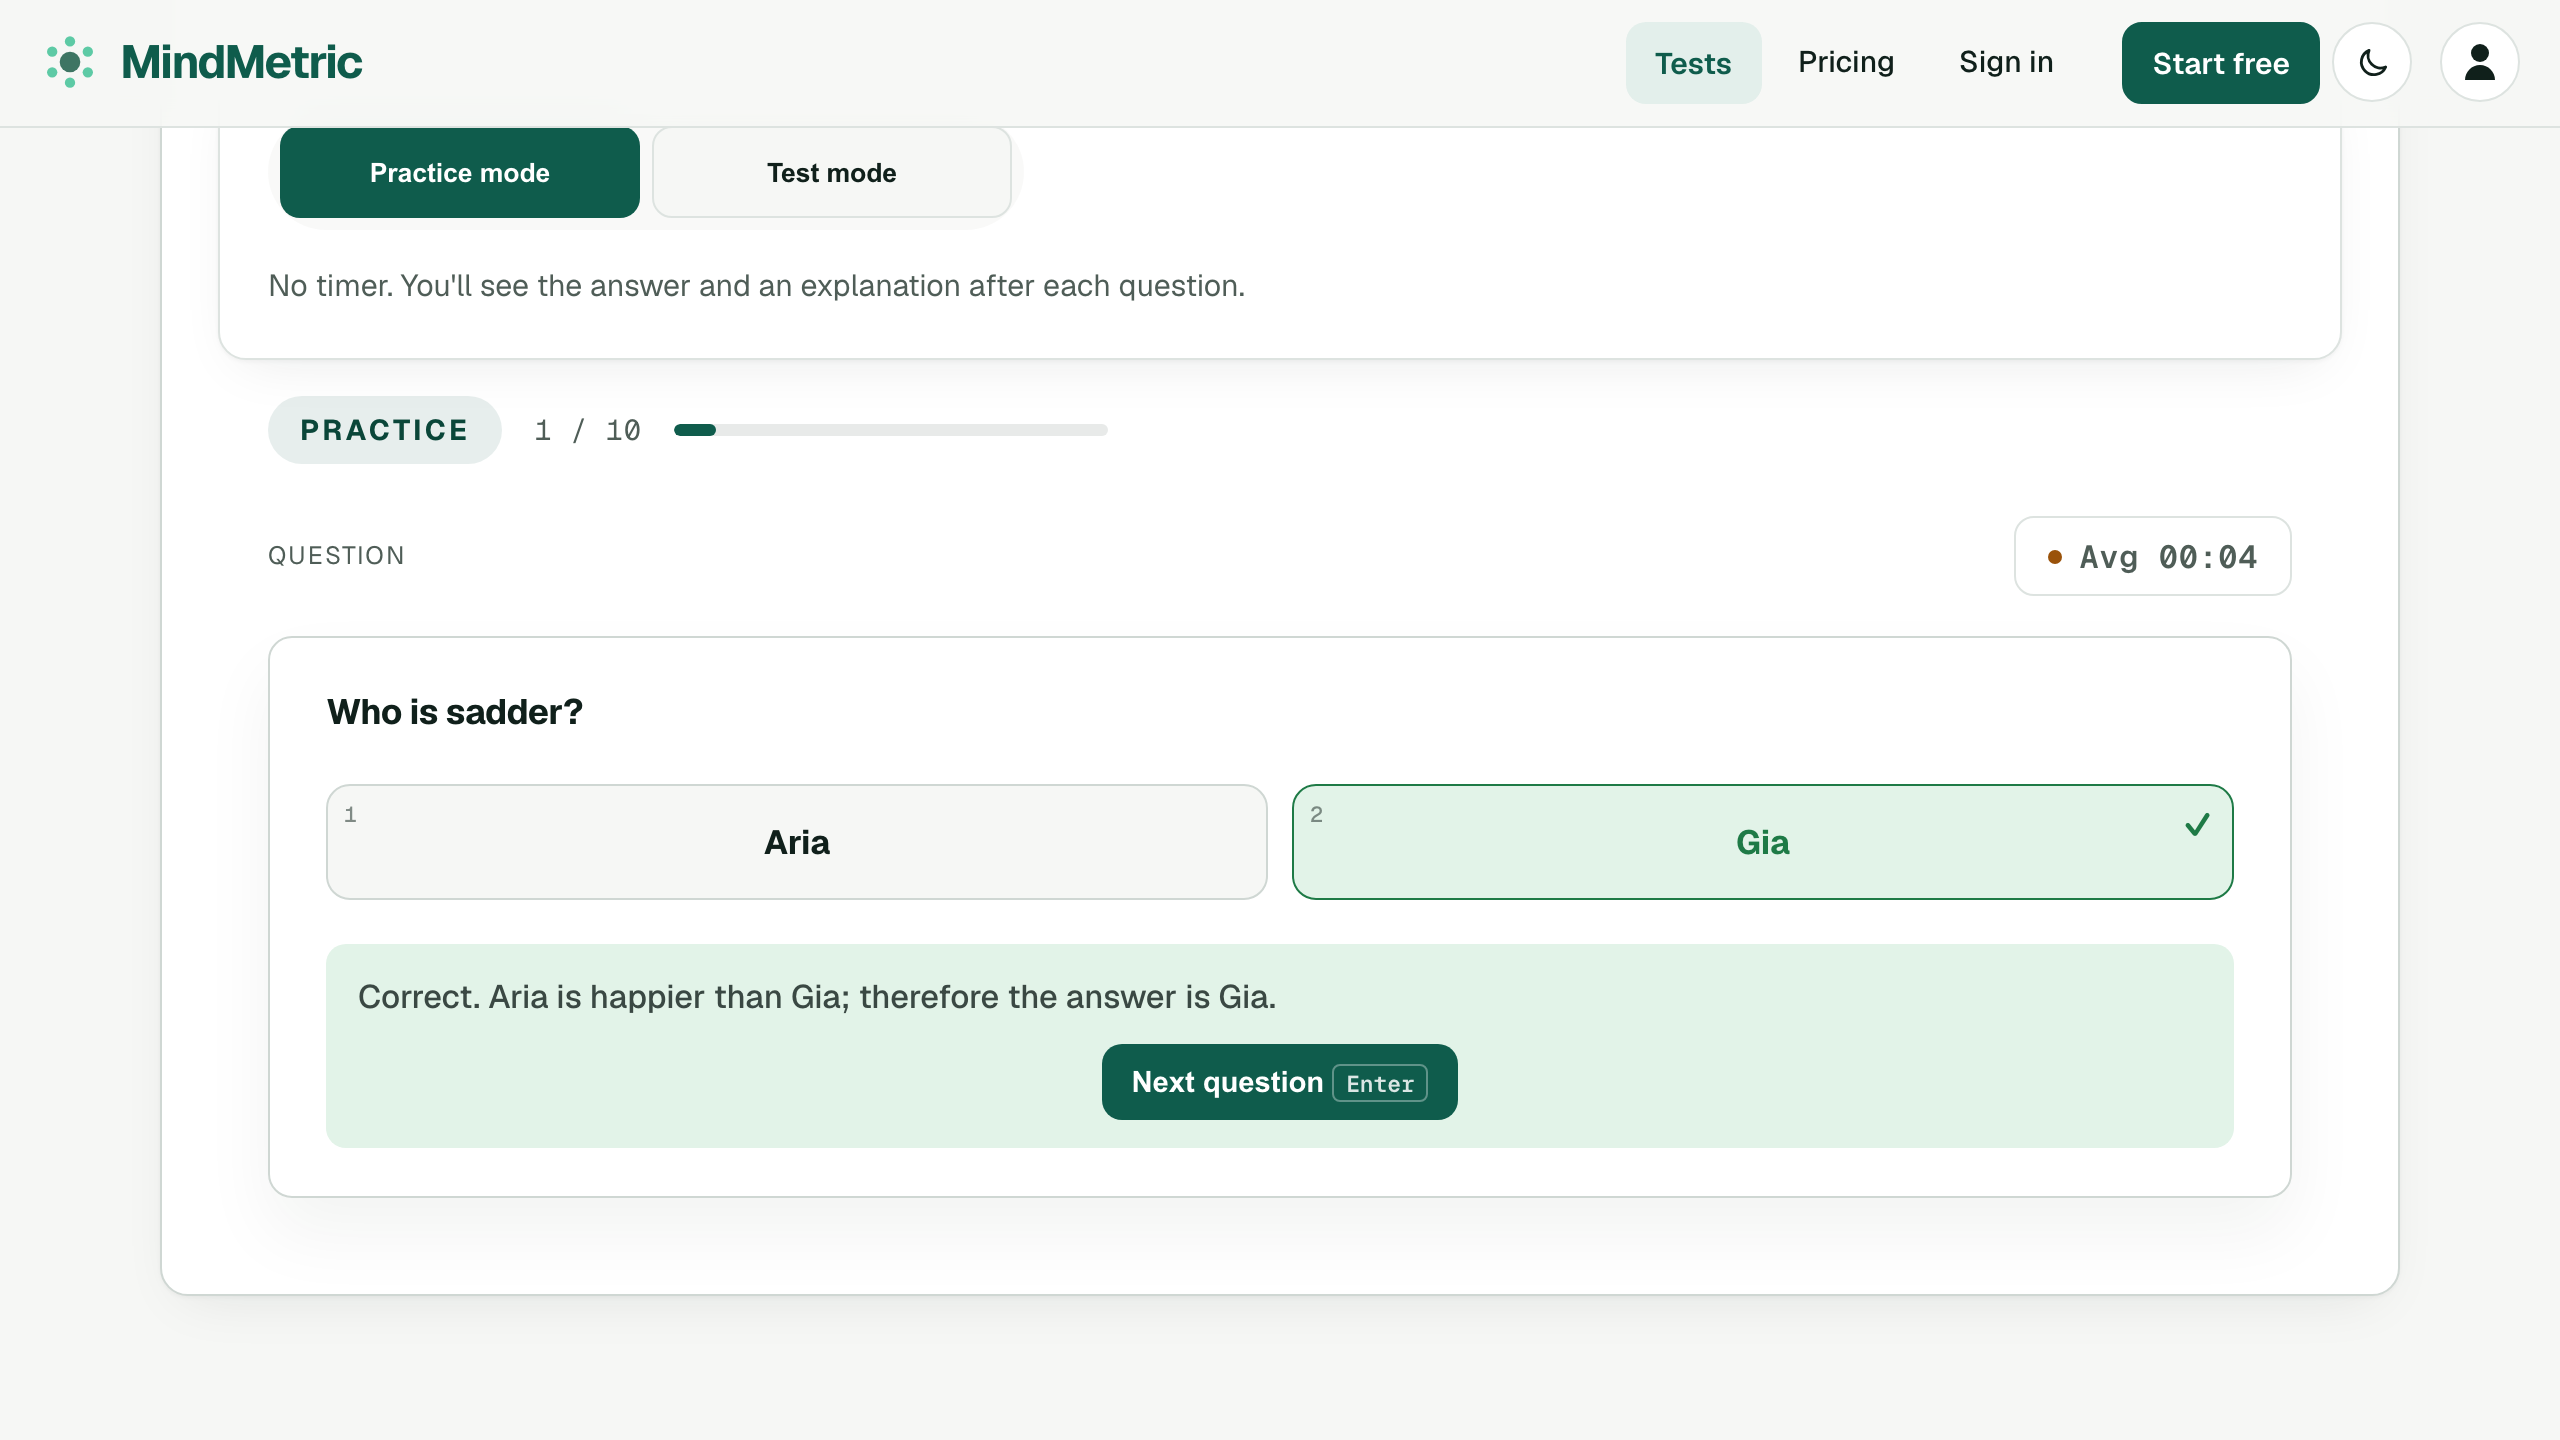 MindMetric
Tests
Pricing
Sign in
Start free
Practice mode
Test mode
No timer. You'll see the answer and an explanation after each question.
PRACTICE
1 / 10
QUESTION
Avg 00:04
Who is sadder?
1
Aria
2
Gia
Correct. Aria is happier than Gia; therefore the answer is Gia.
Next question Enter